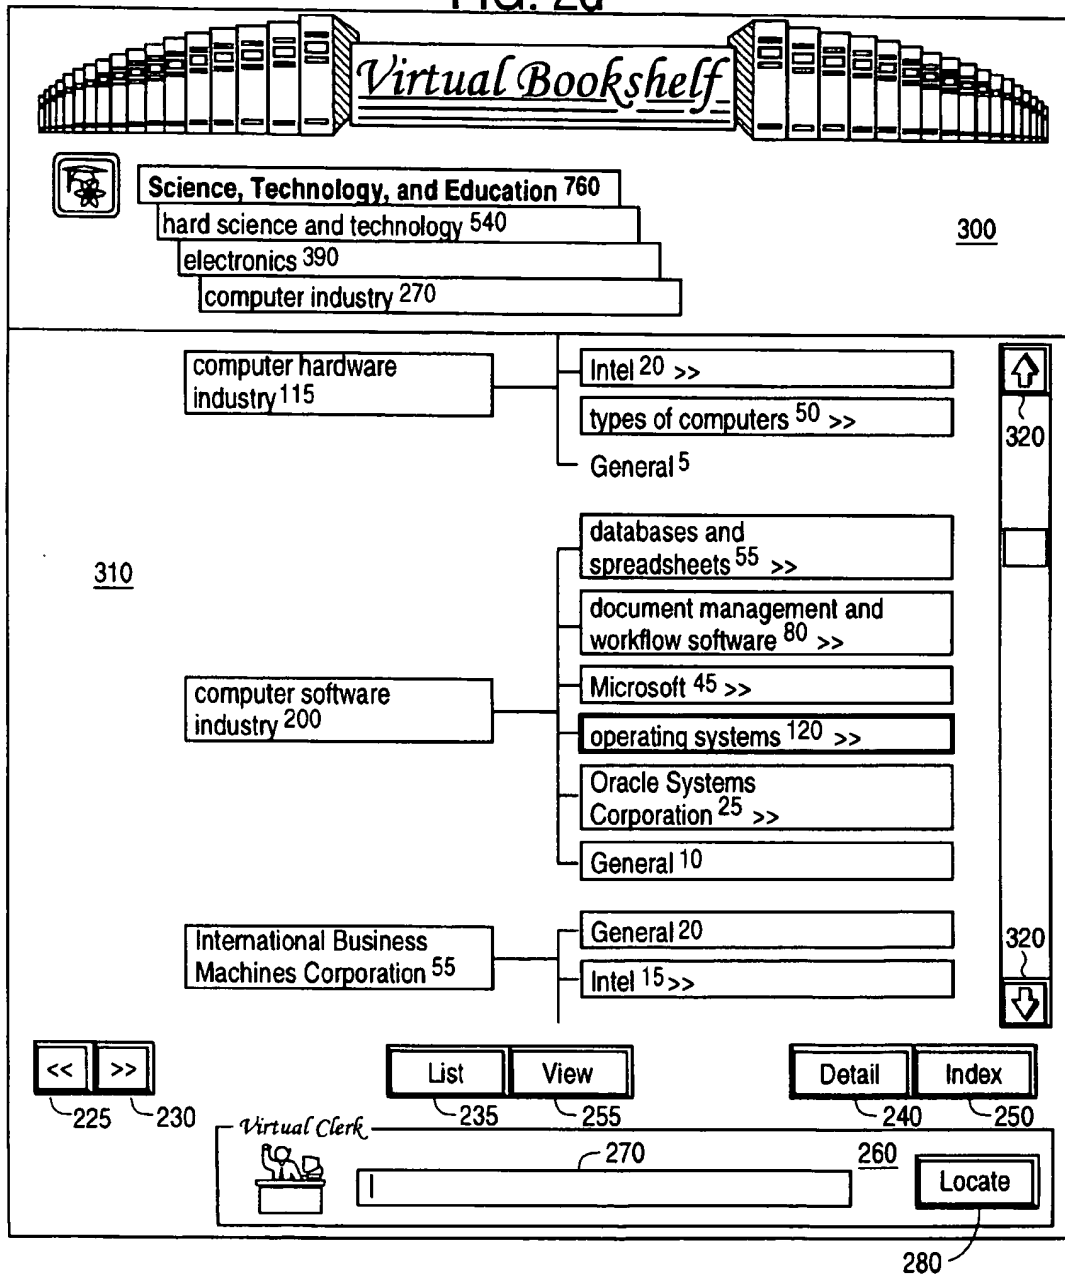 FIG. 2d
Virtual Bookshelf
Science, Technology, and Education 760
hard science and technology 540
300
electronics 390
computer industry 270
computer hardware
industry 115
Intel 20 >>
types of computers 50 >>
General 5
320
databases and
spreadsheets 55 >>
310
document management and
workflow software 80 >>
Microsoft 45 >>
computer software
industry 200
operating systems 120 >>
Oracle Systems
Corporation 25 >>
General 10
International Business
Machines Corporation 55
General 20
Intel 15 >>
320
<< >> List View Detail Index
225 230 235 255 240 250
Virtual Clerk
270 260
Locate
280